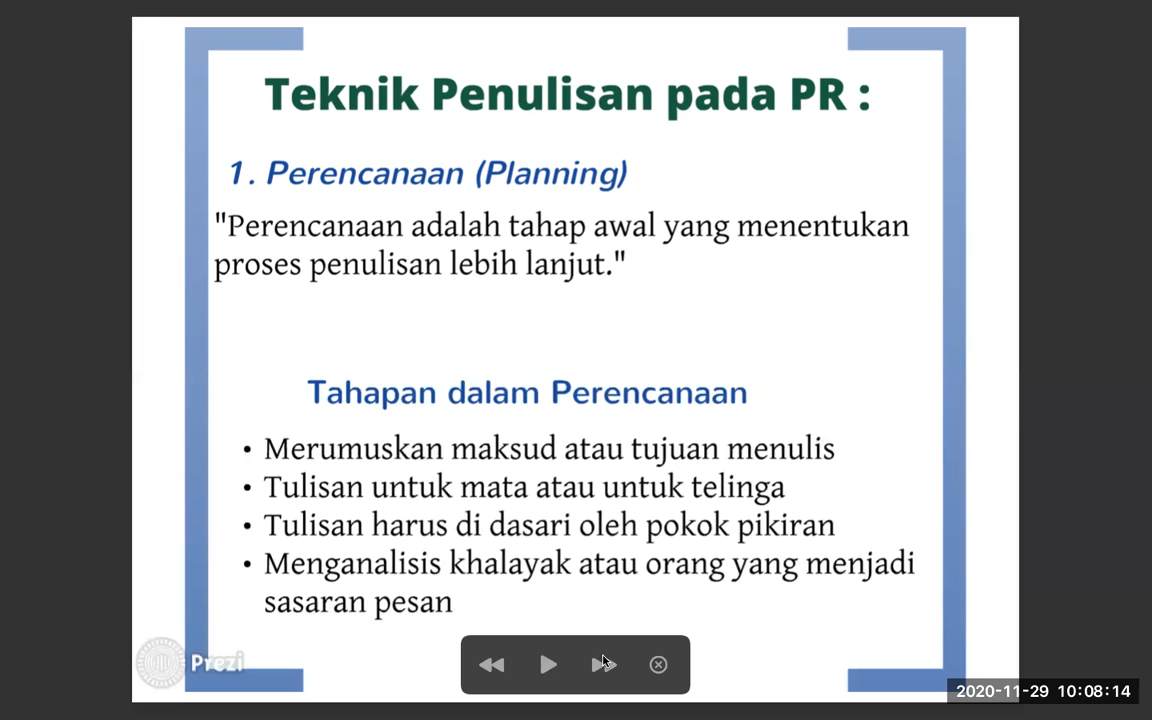 Teknik Penulisan pada PR :
1. Perencanaan (Planning)
"Perencanaan adalah tahap awal yang menentukan
proses penulisan lebih lanjut."
Tahapan dalam Perencanaan
• Merumuskan maksud atau tujuan menulis
• Tulisan untuk mata atau untuk telinga
• Tulisan harus di dasari oleh pokok pikiran
• Menganalisis khalayak atau orang yang menjadi
sasaran pesan
Prezi
2020-11-29 10:08:14